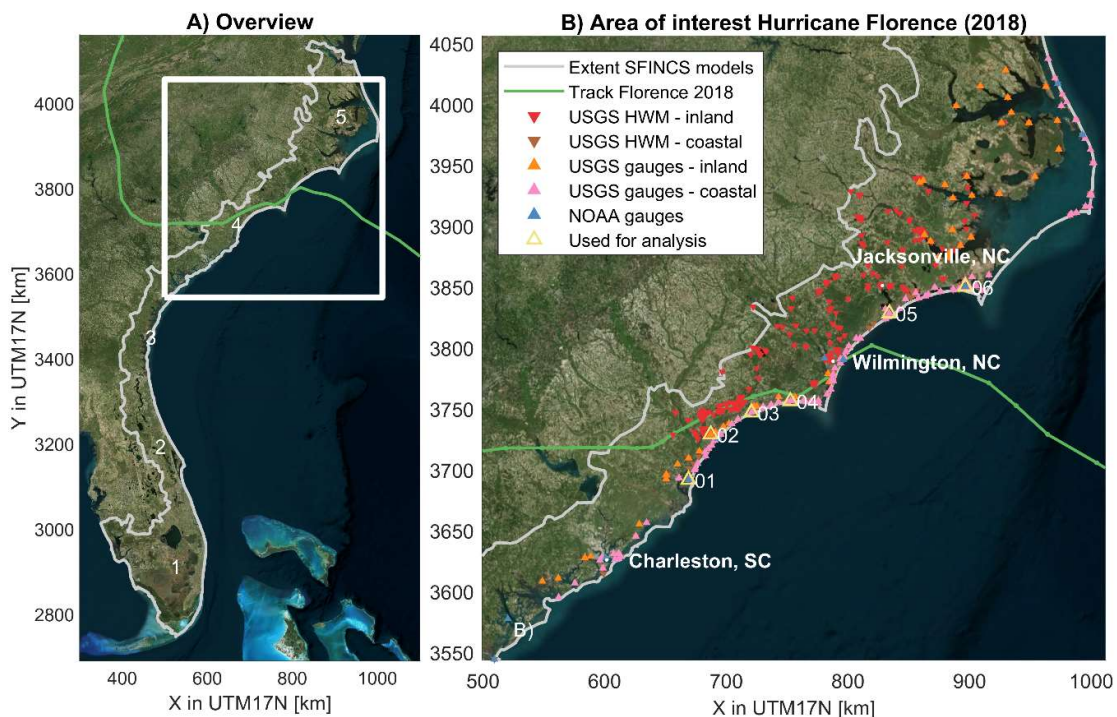 A) Overview
4000
3800
3600
3400
3200
3000
2800
Y in UTM17N [km]
400
600
800
1000
X in UTM17N [km]
5
4
3
2
1
B) Area of interest Hurricane Florence (2018)
Extent SFINCS models
Track Florence 2018
USGS HWM - inland
USGS HWM - coastal
USGS gauges - inland
USGS gauges - coastal
NOAA gauges
Used for analysis
4050
4000
3950
3900
3850
3800
3750
3700
3650
3600
3550
Jacksonville, NC
06
05
Wilmington, NC
04
03
02
01
Charleston, SC
B)
500
600
700
800
900
1000
X in UTM17N [km]